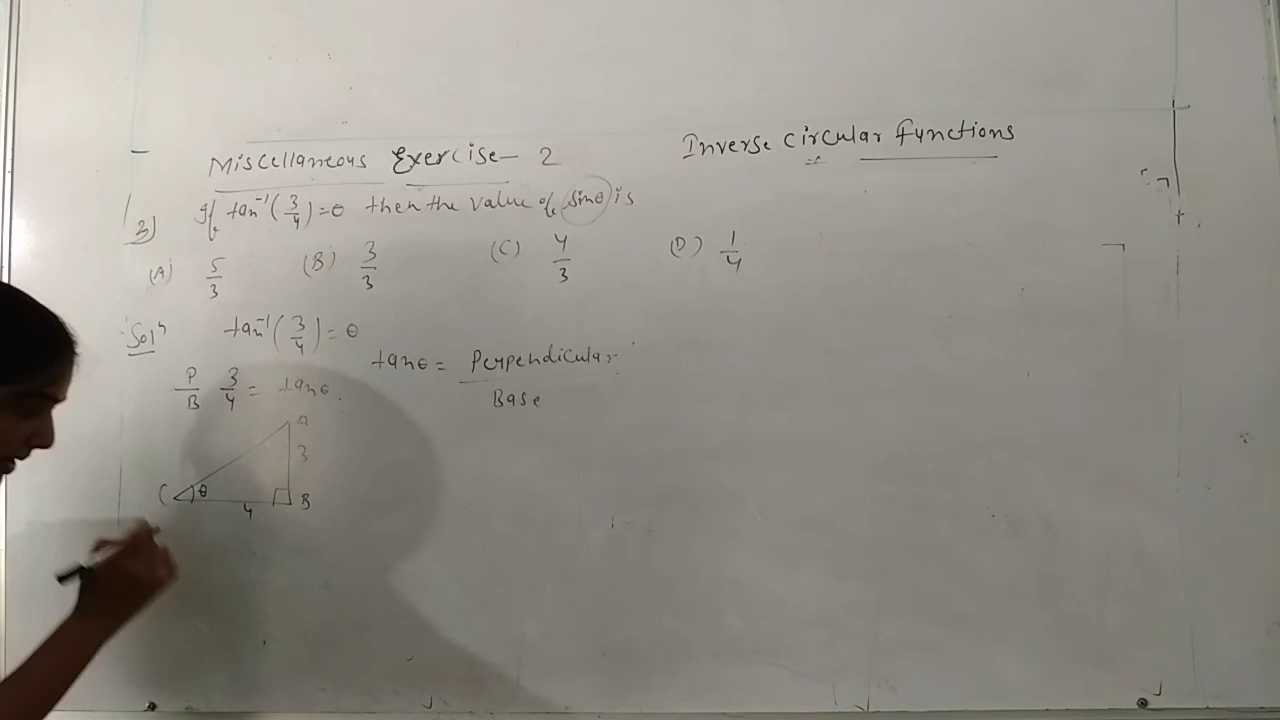 Miscellaneous Exercise - 2
Inverse circular functions
3) If tan⁻¹(3/4) = θ then the value of sinθ is
(A) 5/3 (B) 3/3 (C) 4/3 (D) 1/4
Solⁿ tan⁻¹(3/4) = θ
tanθ = Perpendicular / Base
P/B 3/4 = tanθ.
A
3
C θ B
4